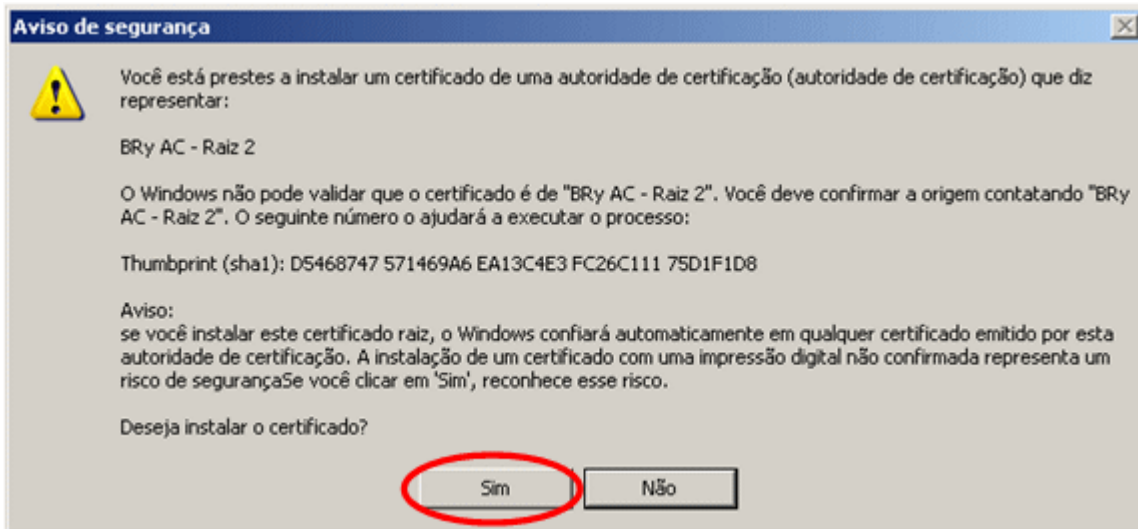 Aviso de segurança
Você está prestes a instalar um certificado de uma autoridade de certificação (autoridade de certificação) que diz
representar:
BRy AC - Raiz 2
O Windows não pode validar que o certificado é de "BRy AC - Raiz 2". Você deve confirmar a origem contatando "BRy
AC - Raiz 2". O seguinte número o ajudará a executar o processo:
Thumbprint (sha1): D5468747 571469A6 EA13C4E3 FC26C111 75D1F1D8
Aviso:
se você instalar este certificado raiz, o Windows confiará automaticamente em qualquer certificado emitido por esta
autoridade de certificação. A instalação de um certificado com uma impressão digital não confirmada representa um
risco de segurançaSe você clicar em 'Sim', reconhece esse risco.
Deseja instalar o certificado?
Sim
Não